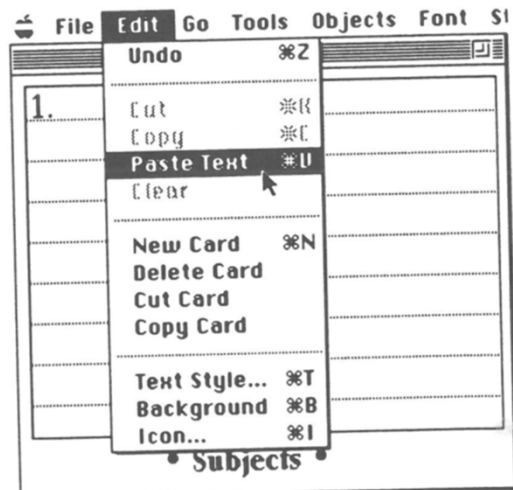 File Edit Go Tools Objects Font St
Undo ⌘Z
1.
Cut ⌘X
Copy ⌘C
Paste Text ⌘V
Clear
New Card ⌘N
Delete Card
Cut Card
Copy Card
Text Style... ⌘T
Background ⌘B
Icon... ⌘I
• Subjects •